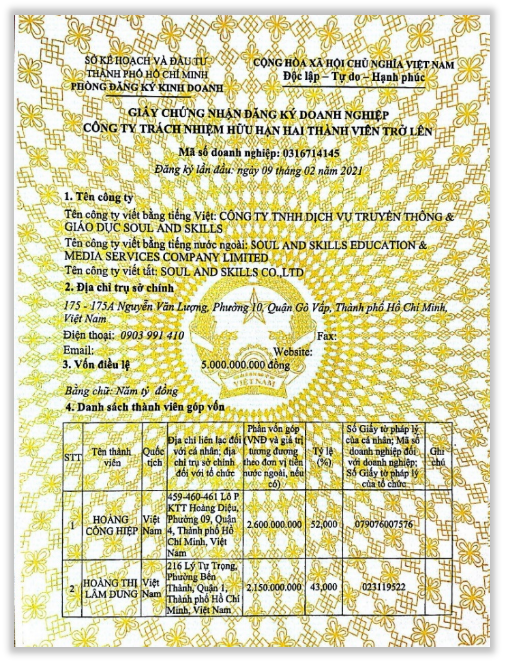 SỞ KẾ HOẠCH VÀ ĐẦU TƯ
THÀNH PHỐ HỒ CHÍ MINH
PHÒNG ĐĂNG KÝ KINH DOANH
CỘNG HÒA XÃ HỘI CHỦ NGHĨA VIỆT NAM
Độc lập – Tự do – Hạnh phúc
GIẤY CHỨNG NHẬN ĐĂNG KÝ DOANH NGHIỆP
CÔNG TY TRÁCH NHIỆM HỮU HẠN HAI THÀNH VIÊN TRỞ LÊN
Mã số doanh nghiệp: 0316714145
Đăng ký lần đầu: ngày 09 tháng 02 năm 2021
1. Tên công ty
Tên công ty viết bằng tiếng Việt: CÔNG TY TNHH DỊCH VỤ TRUYỀN THÔNG &
GIÁO DỤC SOUL AND SKILLS
Tên công ty viết bằng tiếng nước ngoài: SOUL AND SKILLS EDUCATION &
MEDIA SERVICES COMPANY LIMITED
Tên công ty viết tắt: SOUL AND SKILLS CO.,LTD
2. Địa chỉ trụ sở chính
175 - 175A Nguyễn Văn Lượng, Phường 10, Quận Gò Vấp, Thành phố Hồ Chí Minh,
Việt Nam
Điện thoại: 0903 991 410 Fax:
Email: Website:
3. Vốn điều lệ 5.000.000.000 đồng
VIỆT NAM
Bằng chữ: Năm tỷ đồng
4. Danh sách thành viên góp vốn
STT
Tên thành
viên
Quốc
tịch
Địa chỉ liên lạc đối
với cá nhân; địa
chỉ trụ sở chính
đối với tổ chức
Phần vốn góp
(VNĐ và giá trị
tương đương
theo đơn vị tiền
nước ngoài, nếu
có)
Tỷ lệ
(%)
Số Giấy tờ pháp lý
của cá nhân; Mã số
doanh nghiệp đối
với doanh nghiệp;
Số Giấy tờ pháp lý
của tổ chức
Ghi
chú
1
HOÀNG
CÔNG HIỆP
Việt
Nam
459-460-461 Lô P
KTT Hoàng Diệu,
Phường 09, Quận
4, Thành phố Hồ
Chí Minh, Việt
Nam
2.600.000.000
52,000
079076007576
2
HOÀNG THỊ
LÂM DUNG
Việt
Nam
216 Lý Tự Trọng,
Phường Bến
Thành, Quận 1,
Thành phố Hồ Chí
Minh, Việt Nam
2.150.000.000
43,000
023119522